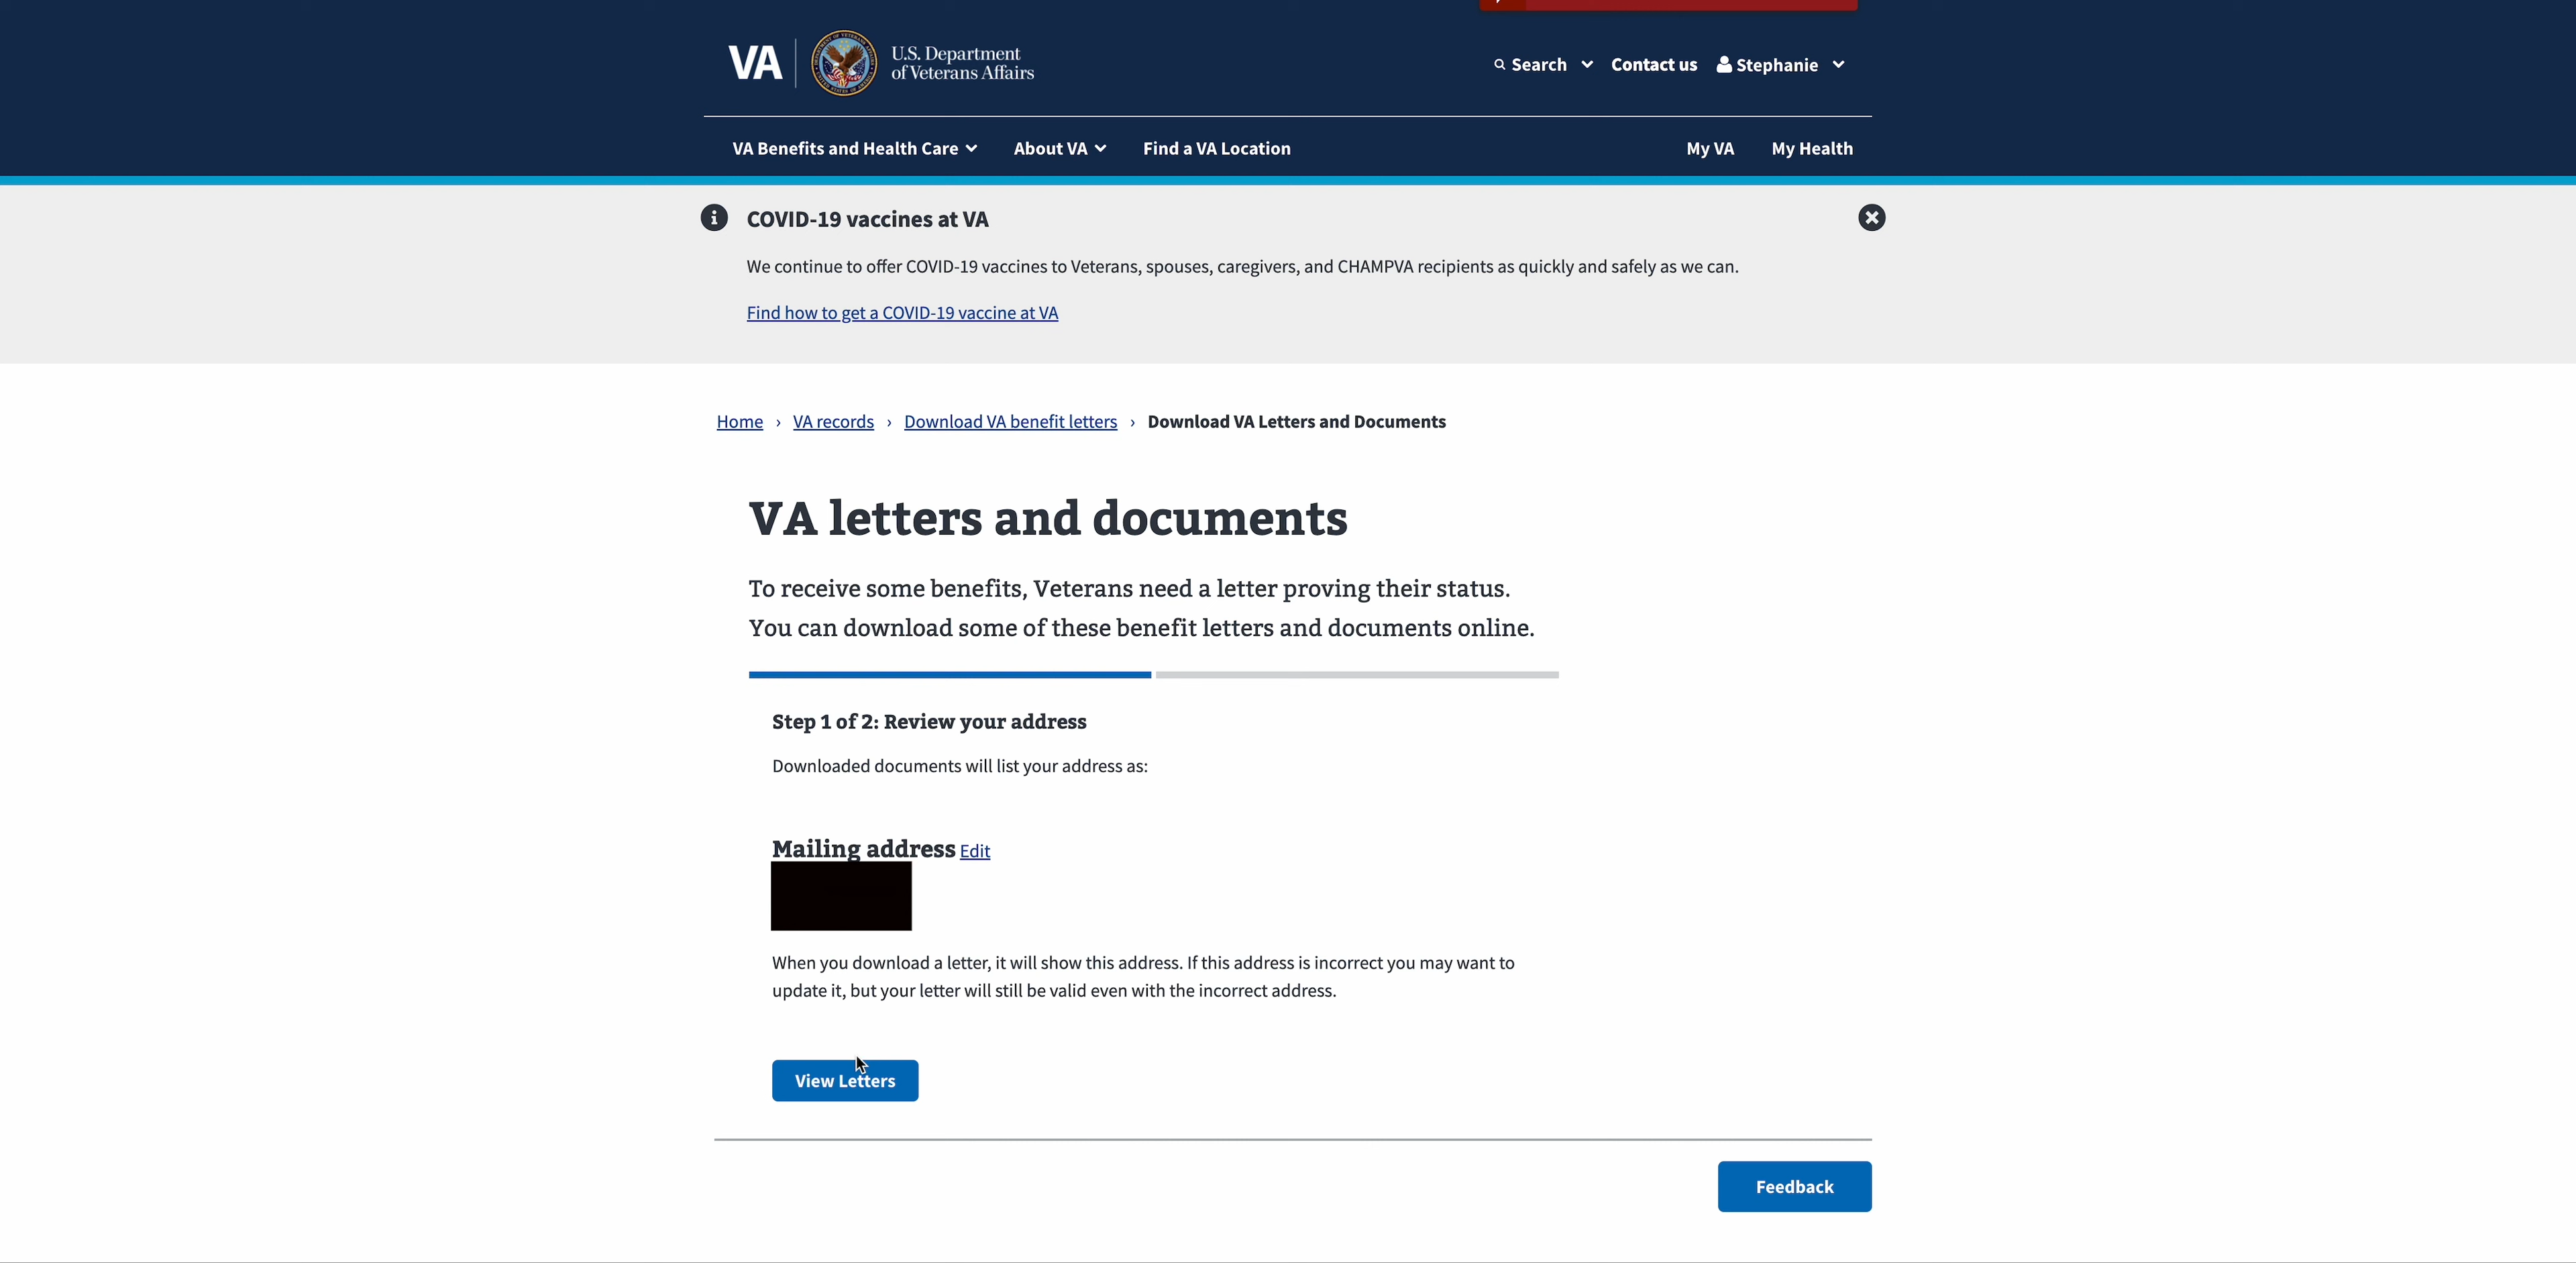 VA
U.S. Department
of Veterans Affairs
Search
Contact us
Stephanie
VA Benefits and Health Care
About VA
Find a VA Location
My VA
My Health
COVID-19 vaccines at VA
We continue to offer COVID-19 vaccines to Veterans, spouses, caregivers, and CHAMPVA recipients as quickly and safely as we can.
Find how to get a COVID-19 vaccine at VA
Home › VA records › Download VA benefit letters › Download VA Letters and Documents
VA letters and documents
To receive some benefits, Veterans need a letter proving their status.
You can download some of these benefit letters and documents online.
Step 1 of 2: Review your address
Downloaded documents will list your address as:
Mailing address Edit
When you download a letter, it will show this address. If this address is incorrect you may want to
update it, but your letter will still be valid even with the incorrect address.
View Letters
Feedback